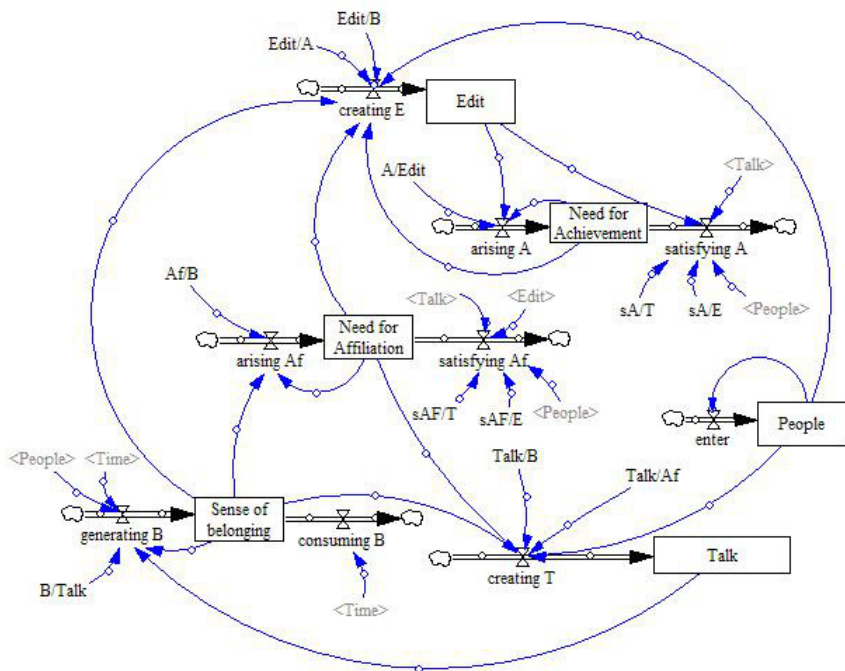 Edit/B
Edit/A
creating E
Edit
<Talk>
A/Edit
Need for
Achievement
arising A
satisfying A
sA/T
sA/E
<People>
Af/B
<Talk>
<Edit>
Need for
Affiliation
arising Af
satisfying Af
sAF/T
sAF/E
<People>
enter
People
Talk/B
Talk/Af
<People>
<Time>
Sense of
belonging
generating B
consuming B
B/Talk
<Time>
creating T
Talk